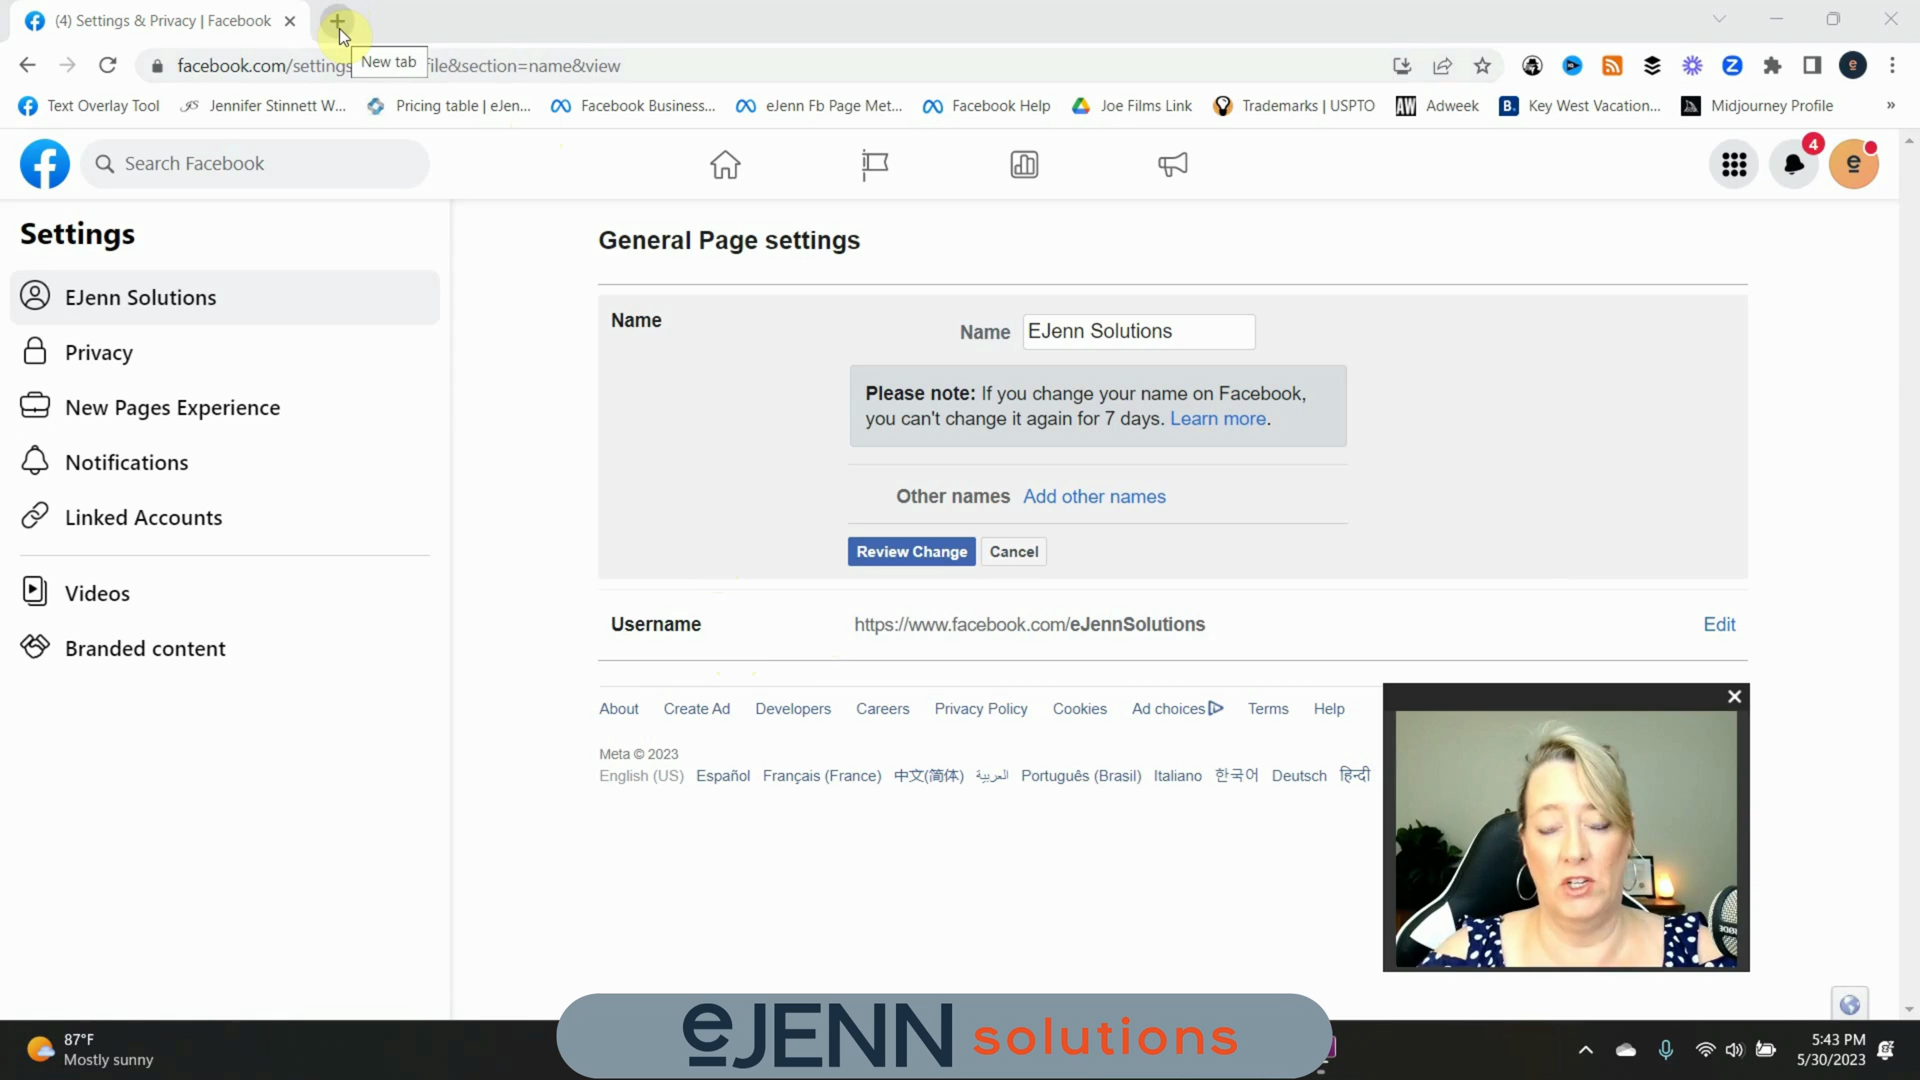 (4) Settings & Privacy | Facebook
New tab
facebook.com/settings
file&section=name&view
Text Overlay Tool
Jennifer Stinnett W...
Pricing table | eJen...
Facebook Business...
eJenn Fb Page Met...
Facebook Help
Joe Films Link
Trademarks | USPTO
AW Adweek
B. Key West Vacation...
Midjourney Profile
»
Search Facebook
4
e
Settings
EJenn Solutions
Privacy
New Pages Experience
Notifications
Linked Accounts
Videos
Branded content
General Page settings
Name
Name EJenn Solutions
Please note: If you change your name on Facebook,
you can't change it again for 7 days. Learn more.
Other names Add other names
Review Change Cancel
Username https://www.facebook.com/eJennSolutions Edit
About Create Ad Developers Careers Privacy Policy Cookies Ad choices Terms Help
Meta © 2023
English (US) Español Français (France) 中文(简体) العربية Português (Brasil) Italiano 한국어 Deutsch हिन्दी
eJENN solutions
87°F
Mostly sunny
5:43 PM
5/30/2023